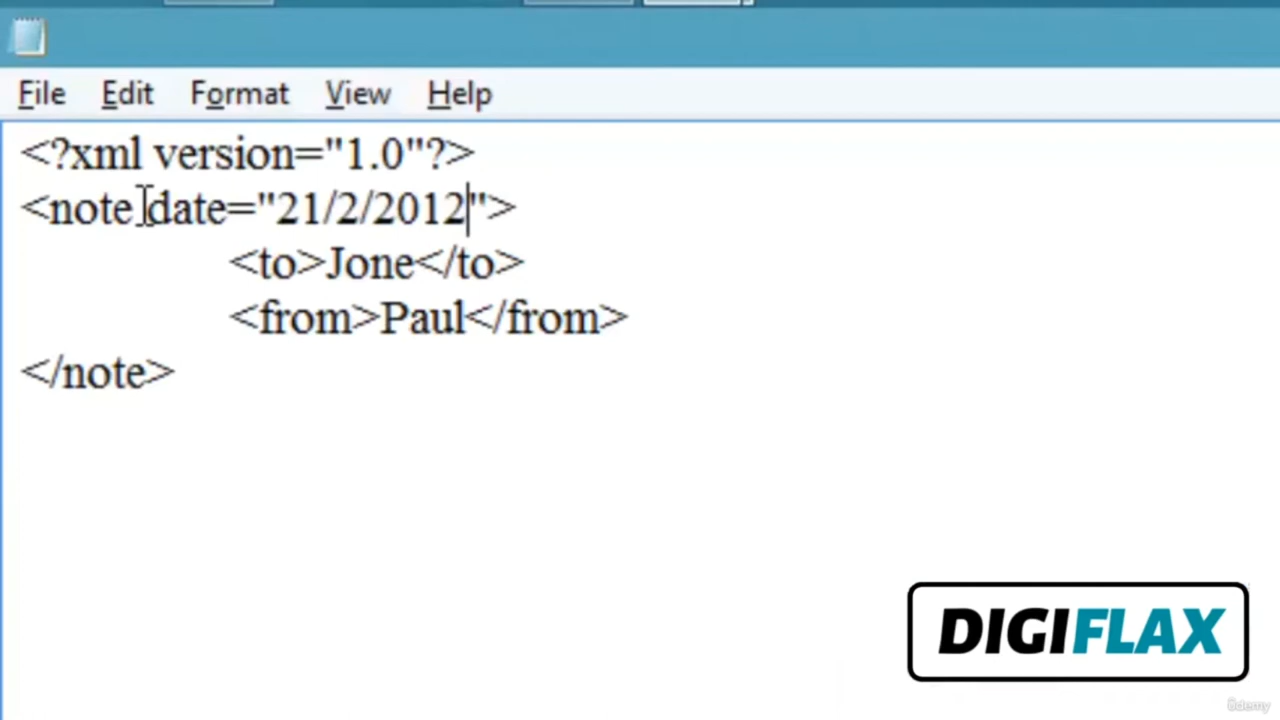 File Edit Format View Help
<?xml version="1.0"?>
<note date="21/2/2012">
<to>Jone</to>
<from>Paul</from>
</note>
DIGIFLAX
ûdemy